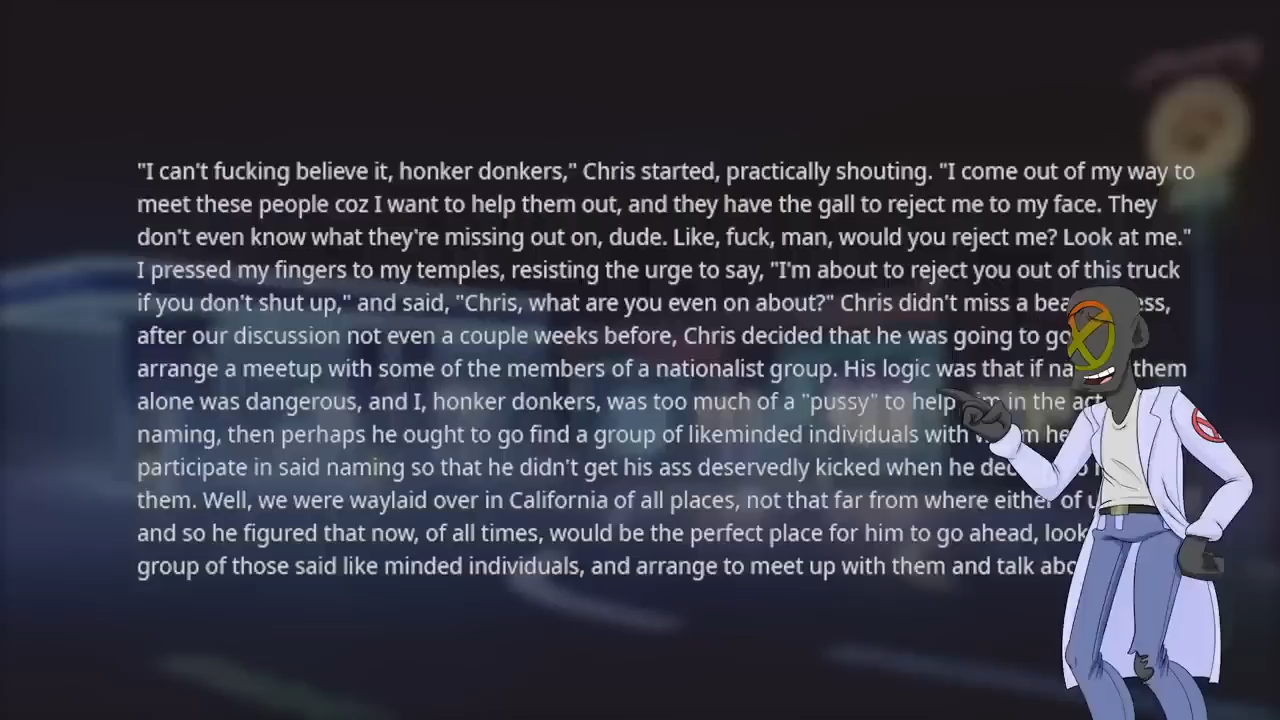 "I can't fucking believe it, honker donkers," Chris started, practically shouting. "I come out of my way to
meet these people coz I want to help them out, and they have the gall to reject me to my face. They
don't even know what they're missing out on, dude. Like, fuck, man, would you reject me? Look at me."
I pressed my fingers to my temples, resisting the urge to say, "I'm about to reject you out of this truck
if you don't shut up," and said, "Chris, what are you even on about?" Chris didn't miss a
after our discussion not even a couple weeks before, Chris decided that he was going to go
arrange a meetup with some of the members of a nationalist group. His logic was that if them
alone was dangerous, and I, honker donkers, was too much of a "pussy" to help in the act
naming, then perhaps he ought to go find a group of likeminded individuals with he
participate in said naming so that he didn't get his ass deservedly kicked when he
them. Well, we were waylaid over in California of all places, not that far from where either of
and so he figured that now, of all times, would be the perfect place for him to go ahead, look
group of those said like minded individuals, and arrange to meet up with them and talk